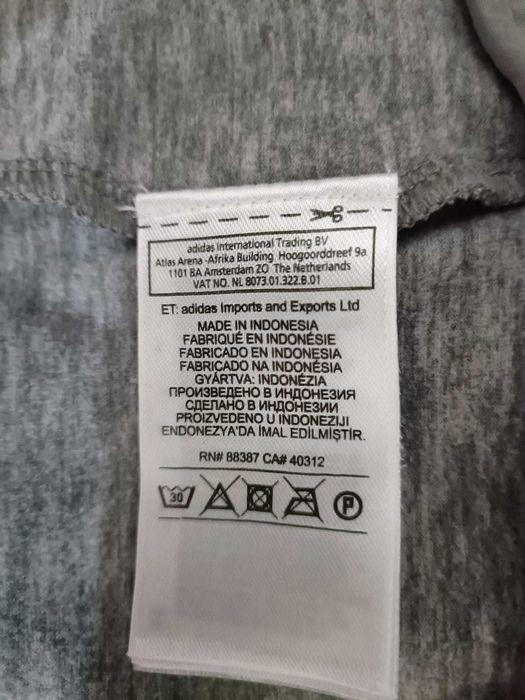 adidas International Trading BV
Atlas Arena -Afrika Building, Hoogoorddreef 9a
1101 BA Amsterdam ZO The Netherlands
VAT NO. NL 8073.01.322.B.01
ET: adidas Imports and Exports Ltd
MADE IN INDONESIA
FABRIQUÉ EN INDONÉSIE
FABRICADO EN INDONESIA
FABRICADO NA INDONÉSIA
GYÁRTVA: INDONÉZIA
ПРОИЗВЕДЕНО В ИНДОНЕЗИЯ
СДЕЛАНО В ИНДОНЕЗИИ
PROIZVEDENO U INDONEZIJI
ENDONEZYA'DA İMAL EDİLMİŞTİR.
RN# 88387 CA# 40312
30 P